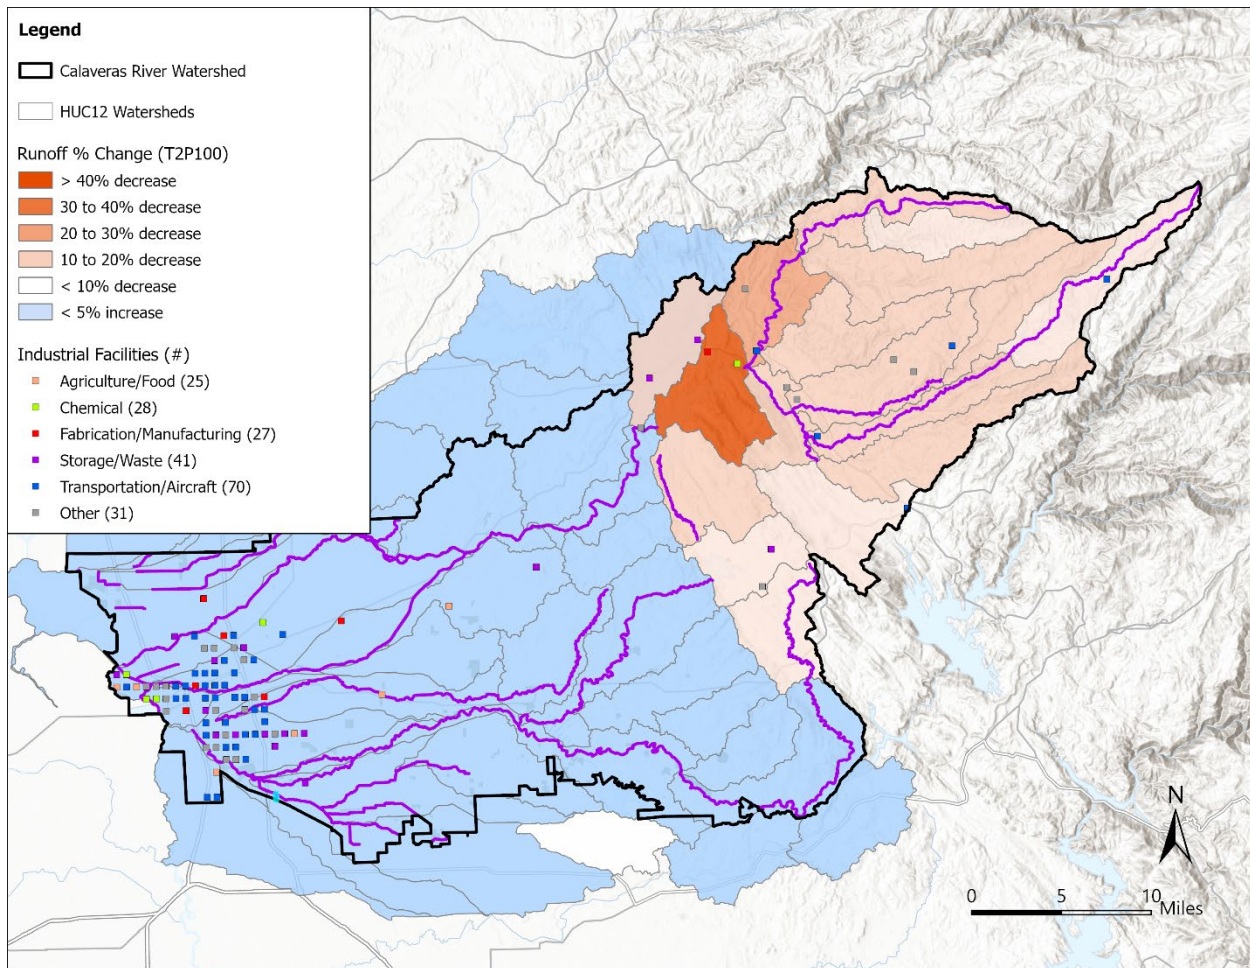 Legend
Calaveras River Watershed
HUC12 Watersheds
Runoff % Change (T2P100)
> 40% decrease
30 to 40% decrease
20 to 30% decrease
10 to 20% decrease
< 10% decrease
< 5% increase
Industrial Facilities (#)
Agriculture/Food (25)
Chemical (28)
Fabrication/Manufacturing (27)
Storage/Waste (41)
Transportation/Aircraft (70)
Other (31)
N
0 5 10
Miles